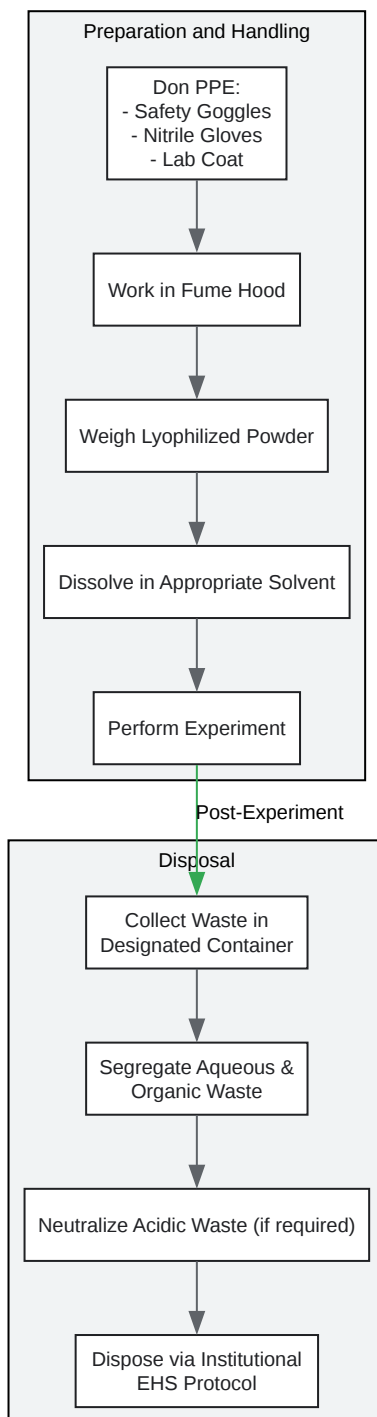 Preparation and Handling
Don PPE:
- Safety Goggles
- Nitrile Gloves
- Lab Coat
Work in Fume Hood
Weigh Lyophilized Powder
Dissolve in Appropriate Solvent
Perform Experiment
Post-Experiment
Disposal
Collect Waste in
Designated Container
Segregate Aqueous &
Organic Waste
Neutralize Acidic Waste (if required)
Dispose via Institutional
EHS Protocol